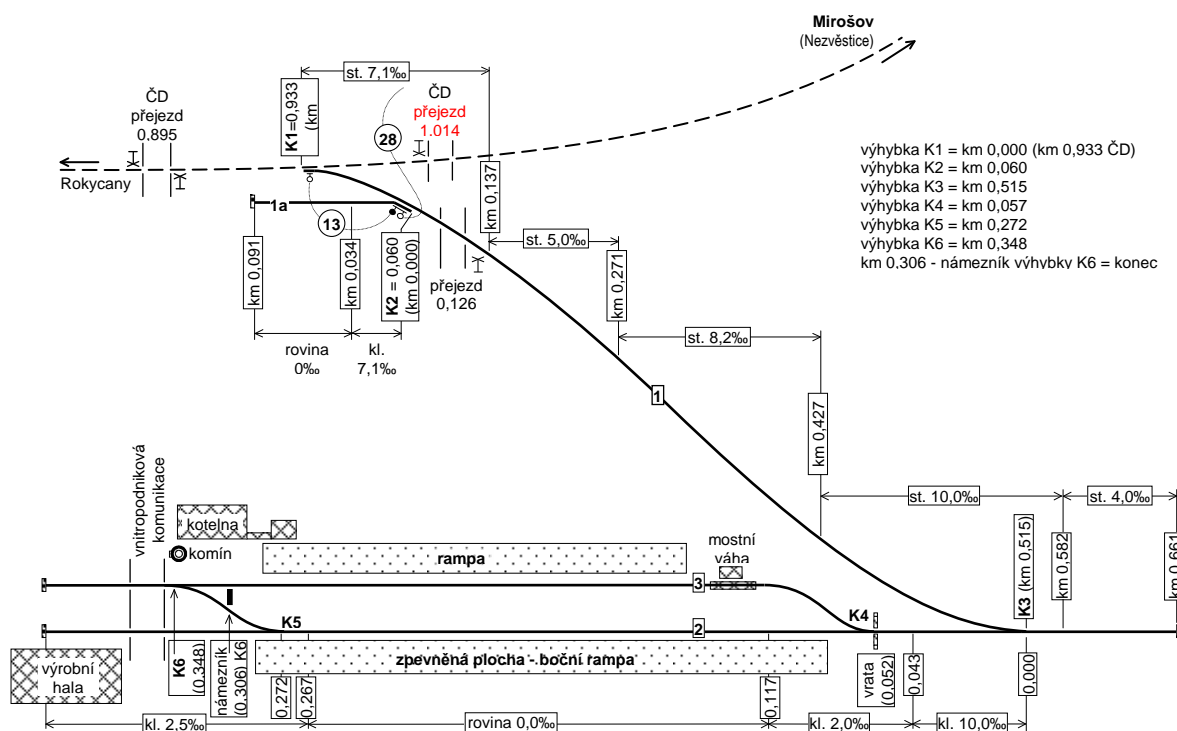 Mirošov
(Nezvěstice)
st. 7,1‰
ČD
přejezd
0.895
K1=0,933
(km
ČD
přejezd
1.014
28
Rokycany
km 0,137
výhybka K1 = km 0,000 (km 0,933 ČD)
výhybka K2 = km 0,060
výhybka K3 = km 0,515
výhybka K4 = km 0,057
výhybka K5 = km 0,272
výhybka K6 = km 0,348
km 0,306 - námezník výhybky K6 = konec
1a
13
km 0,091
km 0,034
K2 = 0,060
(km 0,000)
přejezd
0,126
st. 5,0‰
km 0,271
rovina
0‰
kl.
7,1‰
st. 8,2‰
1
km 0,427
vnitropodniková
komunikace
kotelna
komín
rampa
mostní
váha
st. 10,0‰
st. 4,0‰
K3 (km 0,515)
km 0,582
km 0,661
3
K4
K5
2
výrobní
hala
K6
(0.348)
námezník
(0.306) K6
zpevněná plocha - boční rampa
0,272
0,267
0,117
vrata
(0,052)
0,043
0,000
kl. 2,5‰
rovina 0,0‰
kl. 2,0‰
kl. 10,0‰